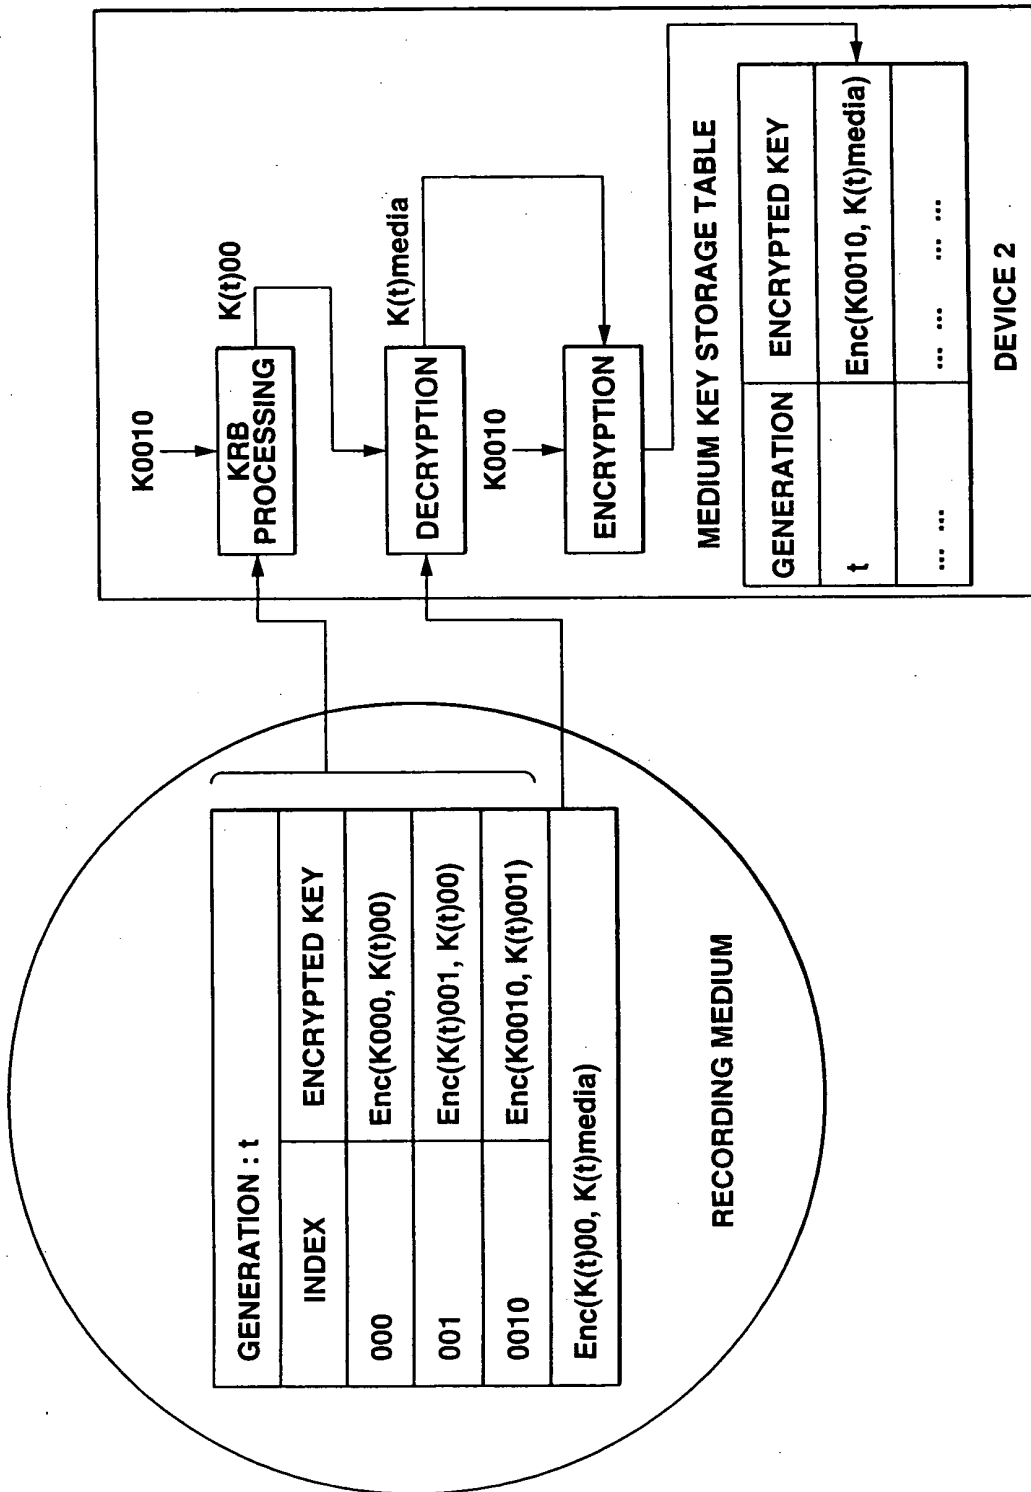 GENERATION : t
INDEX ENCRYPTED KEY
000 Enc(K000, K(t)00)
001 Enc(K(t)001, K(t)00)
0010 Enc(K0010, K(t)001)
Enc(K(t)00, K(t)media)
RECORDING MEDIUM
K0010
KRB
PROCESSING
K(t)00
DECRYPTION
K(t)media
K0010
ENCRYPTION
MEDIUM KEY STORAGE TABLE
GENERATION ENCRYPTED KEY
t Enc(K0010, K(t)media)
... ... ... ... ... ...
DEVICE 2